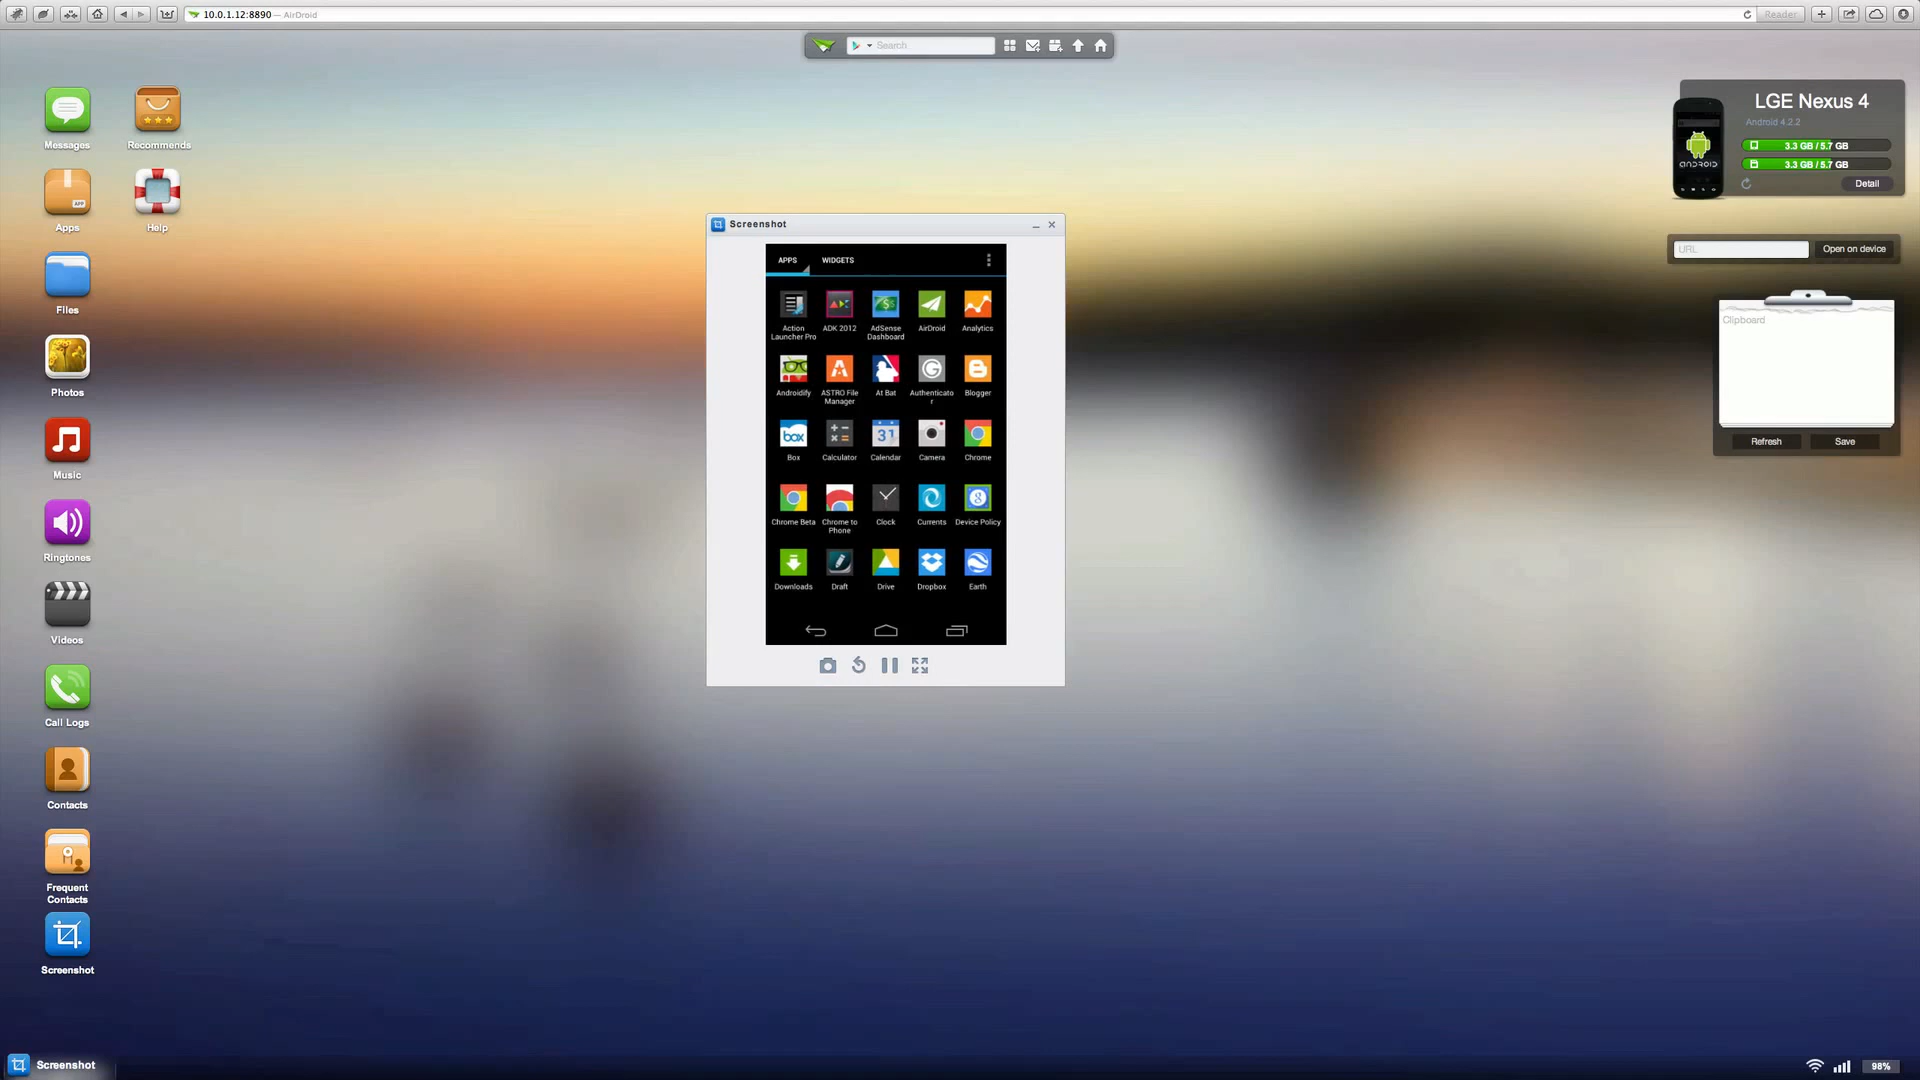 10.0.1.12:8890 — AirDroid
Reader
Search
Messages
Recommends
Apps
APP
Help
Files
Photos
Music
Ringtones
Videos
Call Logs
Contacts
Frequent
Contacts
Screenshot
Screenshot
APPS
WIDGETS
Action
Launcher Pro
ADK 2012
AdSense
Dashboard
AirDroid
Analytics
Androidify
ASTRO File
Manager
At Bat
Authenticato
r
Blogger
box
Box
Calculator
31
Calendar
Camera
Chrome
Chrome Beta
Chrome to
Phone
Clock
Currents
Device Policy
Downloads
Draft
Drive
Dropbox
Earth
LGE Nexus 4
Android 4.2.2
3.3 GB / 5.7 GB
3.3 GB / 5.7 GB
Detail
ANDROID
URL
Open on device
Clipboard
Refresh
Save
Screenshot
98%